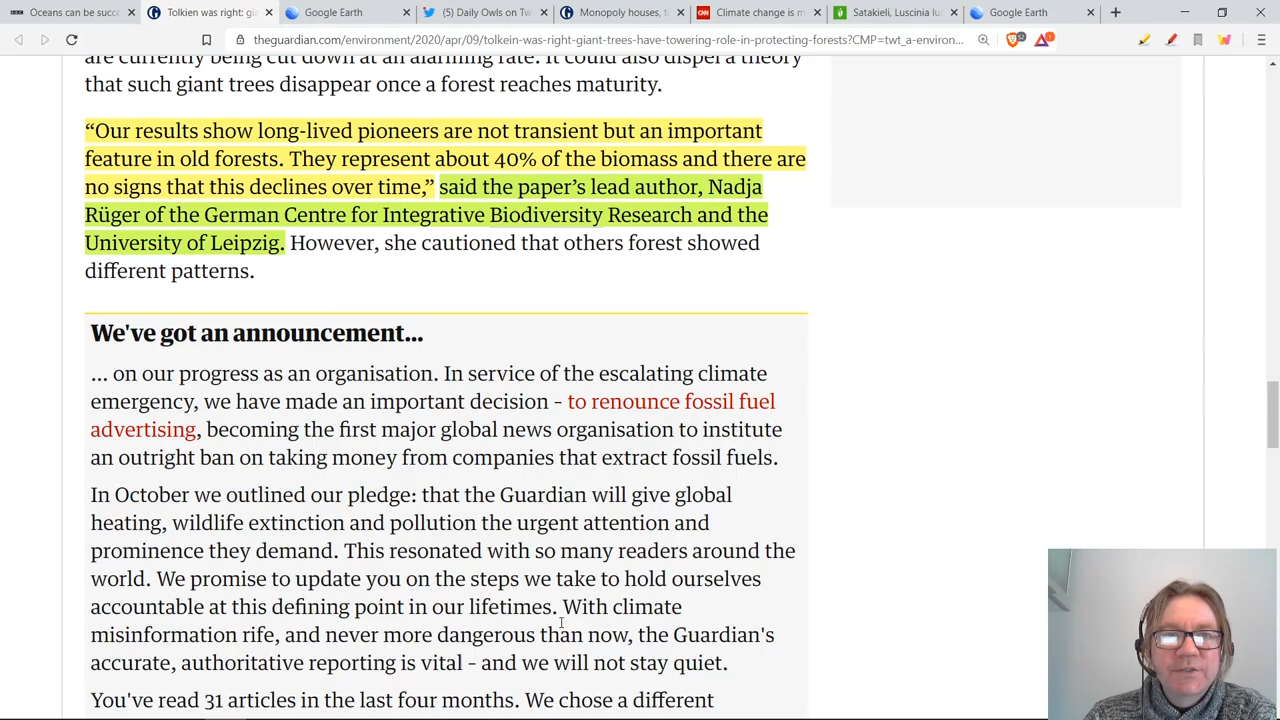 Oceans can be succe
Tolkien was right: gia
Google Earth
(5) Daily Owls on Tw
Monopoly houses, to
Climate change is m
Satakieli, Luscinia lus
Google Earth
theguardian.com/environment/2020/apr/09/tolkein-was-right-giant-trees-have-towering-role-in-protecting-forests?CMP=twt_a-environ...
are currently being cut down at an alarming rate. It could also dispel a theory
that such giant trees disappear once a forest reaches maturity.
“Our results show long-lived pioneers are not transient but an important
feature in old forests. They represent about 40% of the biomass and there are
no signs that this declines over time,” said the paper’s lead author, Nadja
Rüger of the German Centre for Integrative Biodiversity Research and the
University of Leipzig. However, she cautioned that others forest showed
different patterns.
We've got an announcement…
… on our progress as an organisation. In service of the escalating climate
emergency, we have made an important decision – to renounce fossil fuel
advertising, becoming the first major global news organisation to institute
an outright ban on taking money from companies that extract fossil fuels.
In October we outlined our pledge: that the Guardian will give global
heating, wildlife extinction and pollution the urgent attention and
prominence they demand. This resonated with so many readers around the
world. We promise to update you on the steps we take to hold ourselves
accountable at this defining point in our lifetimes. With climate
misinformation rife, and never more dangerous than now, the Guardian's
accurate, authoritative reporting is vital – and we will not stay quiet.
You've read 31 articles in the last four months. We chose a different